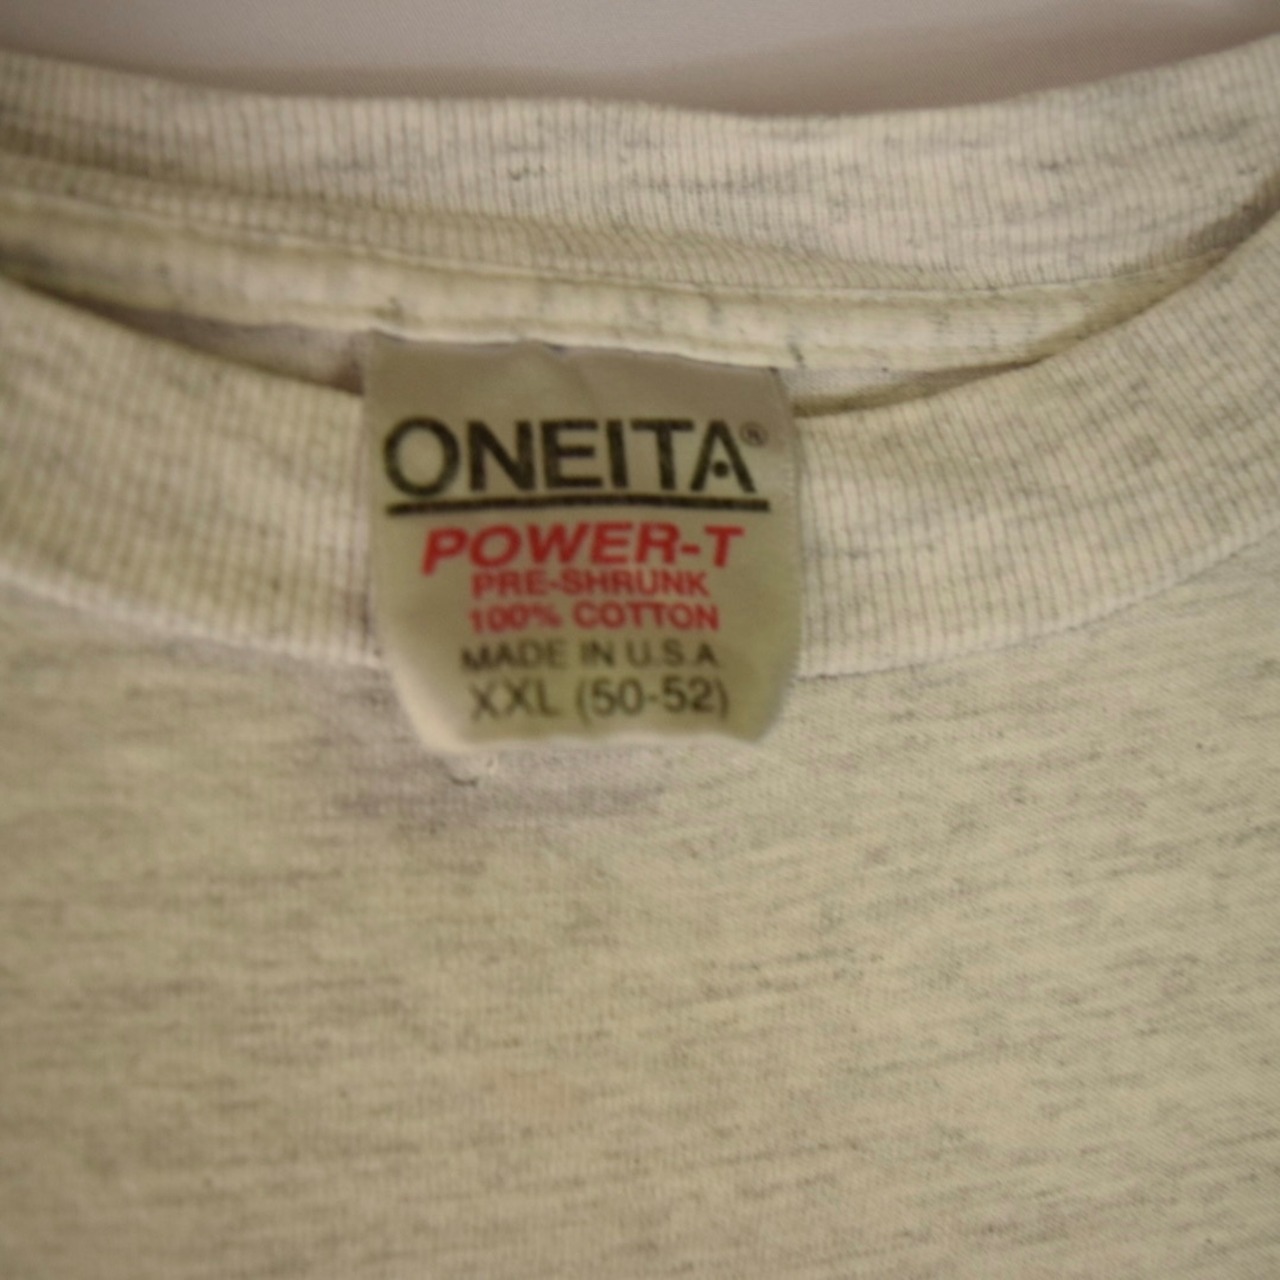 ONEITA®
POWER-T
PRE-SHRUNK
100% COTTON
MADE IN U.S.A
XXL (50-52)